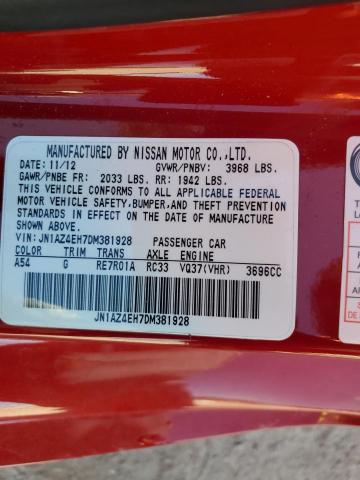 MANUFACTURED BY NISSAN MOTOR CO.,LTD.
DATE: 11/12 GVWR/PNBV: 3968 LBS.
GAWR/PNBE FR: 2033 LBS. RR: 1942 LBS.
THIS VEHICLE CONFORMS TO ALL APPLICABLE FEDERAL
MOTOR VEHICLE SAFETY, BUMPER, AND THEFT PREVENTION
STANDARDS IN EFFECT ON THE DATE OF MANUFACTURE
SHOWN ABOVE.
VIN: JN1AZ4EH7DM381928 PASSENGER CAR
COLOR TRIM TRANS AXLE ENGINE
A54 G RE7R01A RC33 VQ37(VHR) 3696CC
JN1AZ4EH7DM381928